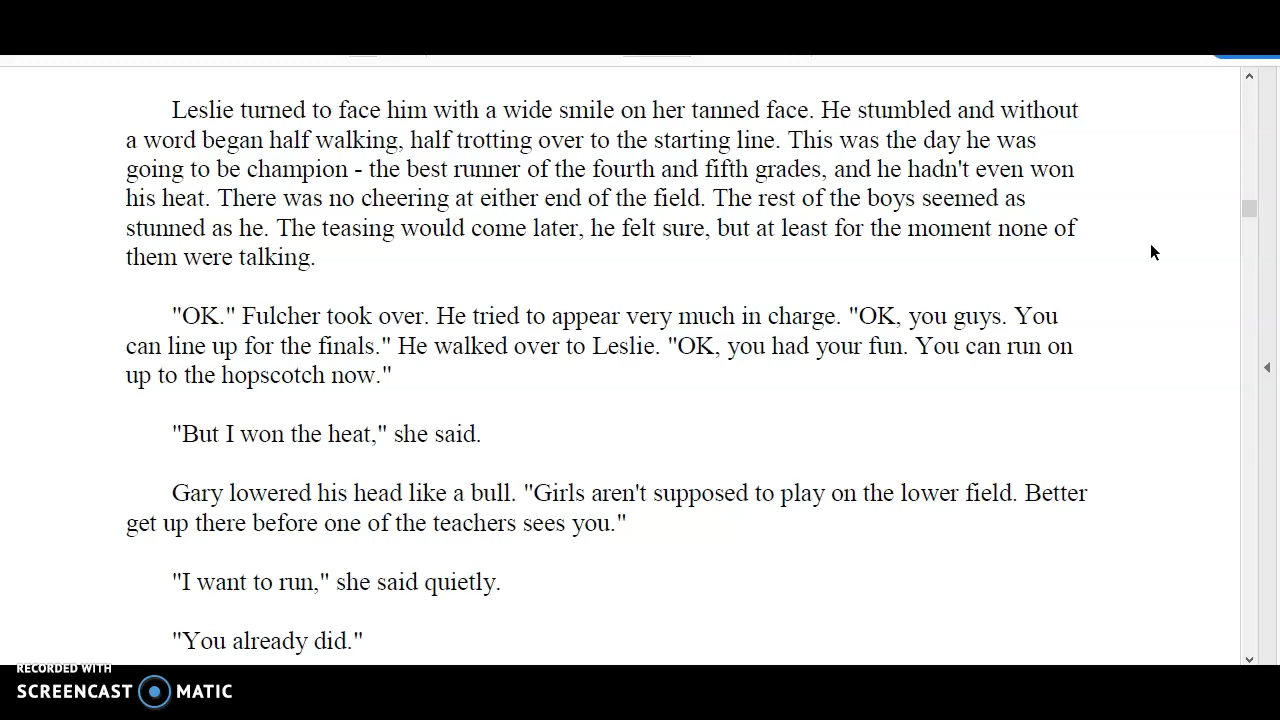 Leslie turned to face him with a wide smile on her tanned face. He stumbled and without
a word began half walking, half trotting over to the starting line. This was the day he was
going to be champion - the best runner of the fourth and fifth grades, and he hadn't even won
his heat. There was no cheering at either end of the field. The rest of the boys seemed as
stunned as he. The teasing would come later, he felt sure, but at least for the moment none of
them were talking.
"OK." Fulcher took over. He tried to appear very much in charge. "OK, you guys. You
can line up for the finals." He walked over to Leslie. "OK, you had your fun. You can run on
up to the hopscotch now."
"But I won the heat," she said.
Gary lowered his head like a bull. "Girls aren't supposed to play on the lower field. Better
get up there before one of the teachers sees you."
"I want to run," she said quietly.
"You already did."
RECORDED WITH
SCREENCAST MATIC